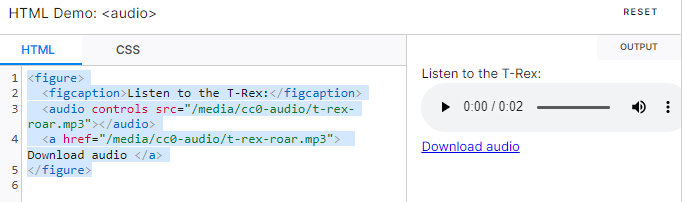 HTML Demo: <audio>
RESET
HTML
CSS
1 <figure>
2 <figcaption>Listen to the T-Rex:</figcaption>
3 <audio controls src="/media/cc0-audio/t-rex-
roar.mp3"></audio>
4 <a href="/media/cc0-audio/t-rex-roar.mp3">
Download audio </a>
5 </figure>
6
OUTPUT
Listen to the T-Rex:
0:00 / 0:02
Download audio